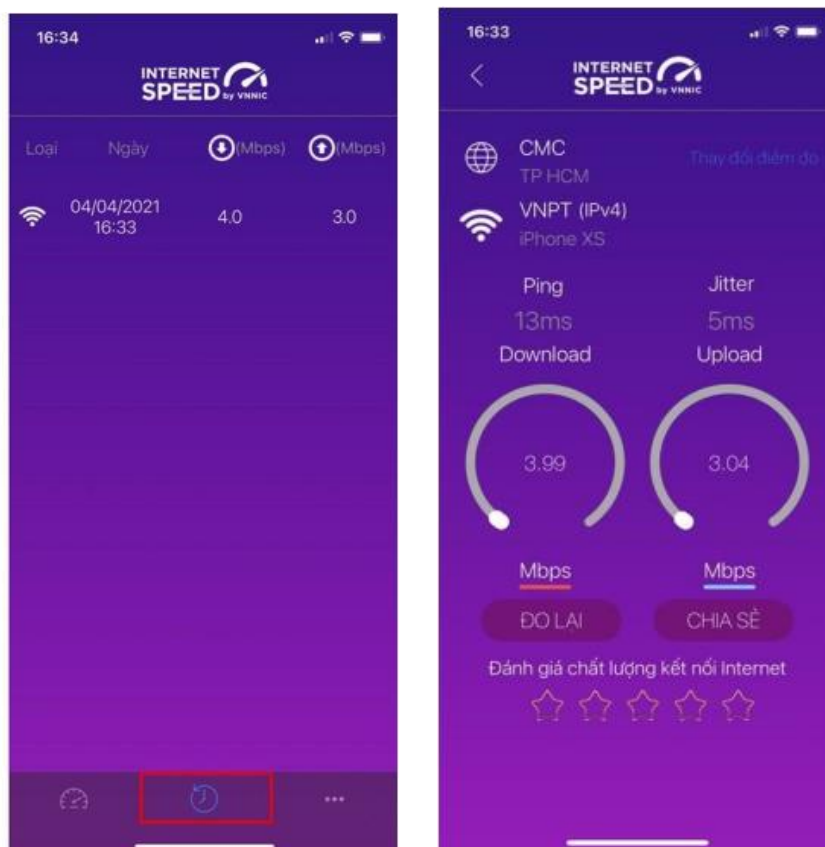 16:34
INTERNET
SPEED by VNNIC
Loại Ngày (Mbps) (Mbps)
04/04/2021
16:33
4.0 3.0
16:33
INTERNET
SPEED by VNNIC
CMC
TP HCM
Thay đổi điểm đo
VNPT (IPv4)
iPhone XS
Ping Jitter
13ms 5ms
Download Upload
3.99 3.04
Mbps Mbps
ĐO LẠI CHIA SẺ
Đánh giá chất lượng kết nối Internet